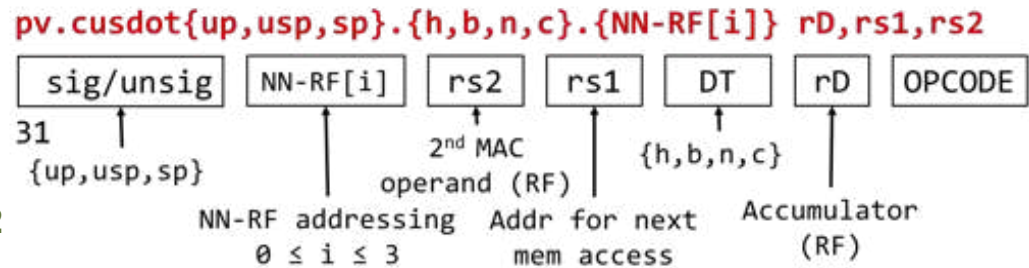 pv.cusdot{up,usp,sp}.{h,b,n,c}.{NN-RF[i]} rD,rs1,rs2
sig/unsig NN-RF[i] rs2 rs1 DT rD OPCODE
31
{up,usp,sp}
2nd MAC
operand (RF)
{h,b,n,c}
NN-RF addressing
0 ≤ i ≤ 3
Addr for next
mem access
Accumulator
(RF)